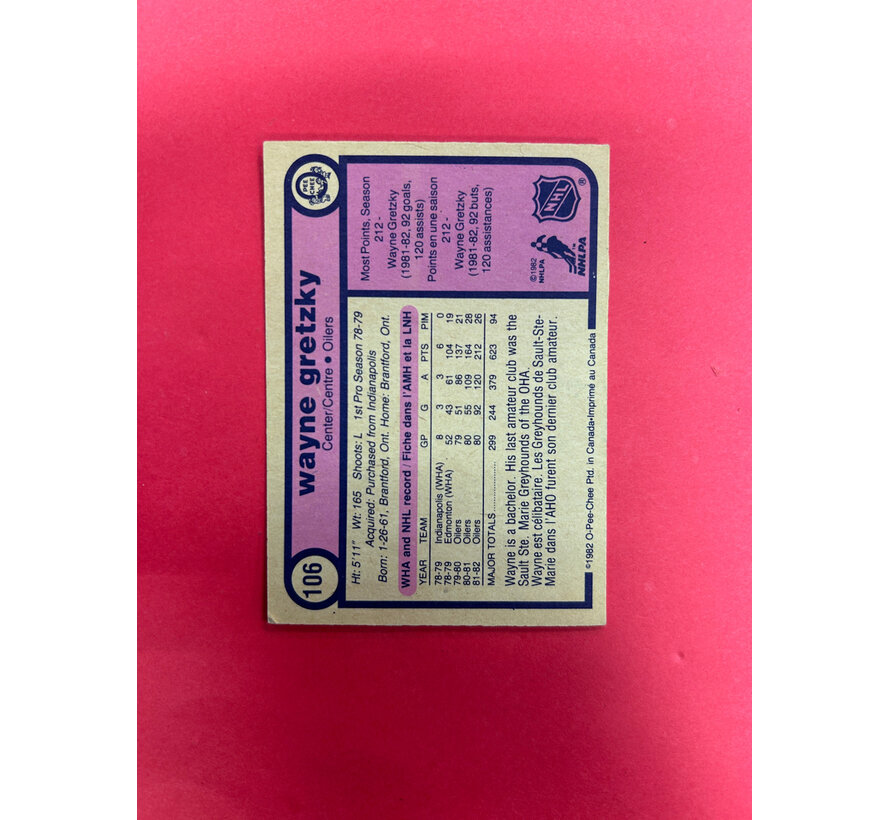 106
wayne gretzky
Center/Centre • Oilers
O
PEE
CHEE
Ht: 5'11" Wt: 165 Shoots: L 1st Pro Season 78-79
Acquired: Purchased from Indianapolis
Born: 1-26-61, Brantford, Ont. Home: Brantford, Ont.
WHA and NHL record / Fiche dans l'AMH et la LNH
YEAR TEAM GP G A PTS PIM
78-79 Indianapolis (WHA) 8 3 3 6 0
78-79 Edmonton (WHA) 52 43 61 104 19
79-80 Oilers 79 51 86 137 21
80-81 Oilers 80 55 109 164 28
81-82 Oilers 80 92 120 212 26
MAJOR TOTALS .................... 299 244 379 623 94
Wayne is a bachelor. His last amateur club was the
Sault Ste. Marie Greyhounds of the OHA.
Wayne est célibataire. Les Greyhounds de Sault-Ste-
Marie dans l'AHO furent son dernier club amateur.
Most Points, Season
212 -
Wayne Gretzky
(1981-82, 92 goals,
120 assists)
Points en une saison
212 -
Wayne Gretzky
(1981-82, 92 buts,
120 assistances)
©1982
NHLPA
NHLPA
™
NHL
®
©1982 O-Pee-Chee Ptd. in Canada•Imprimé au Canada